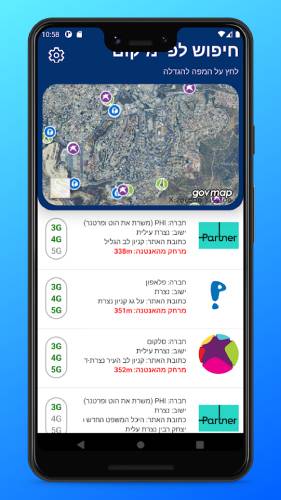 10:58
חיפוש לפי מיקום
לחץ על המפה להגדלה
govmap
חברה: PHI (משרת את הוט ופרטנר)
ישוב: נצרת עילית
כתובת האתר: קניון לב הגליל
מרחק מהאנטנה: 338m
3G
4G
5G
Partner
חברה: פלאפון
ישוב: נצרת
כתובת האתר: על גג קניון נצרת
מרחק מהאנטנה: 351m
3G
4G
5G
חברה: סלקום
ישוב: נצרת עילית
כתובת האתר: קניון לב העיר נצרת-ד
מרחק מהאנטנה: 352m
3G
4G
5G
חברה: PHI (משרת את הוט ופרטנר)
ישוב: נצרת
כתובת האתר: היכל המשפט החדש ו
יצחק רבין נצרת עלית
3G
4G
5G
Partner